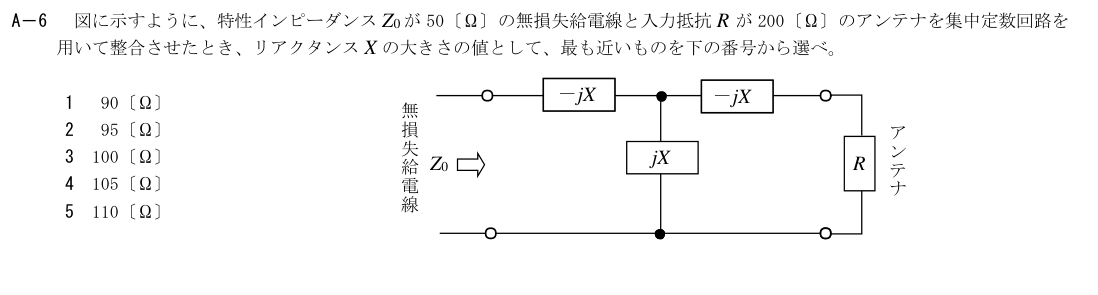 A－6　図に示すように、特性インピーダンス Z0 が 50〔Ω〕の無損失給電線と入力抵抗 R が 200〔Ω〕のアンテナを集中定数回路を
用いて整合させたとき、リアクタンス X の大きさの値として、最も近いものを下の番号から選べ。
1　90〔Ω〕
2　95〔Ω〕
3　100〔Ω〕
4　105〔Ω〕
5　110〔Ω〕
無損失給電線
Z0
－jX
－jX
jX
R
アンテナ